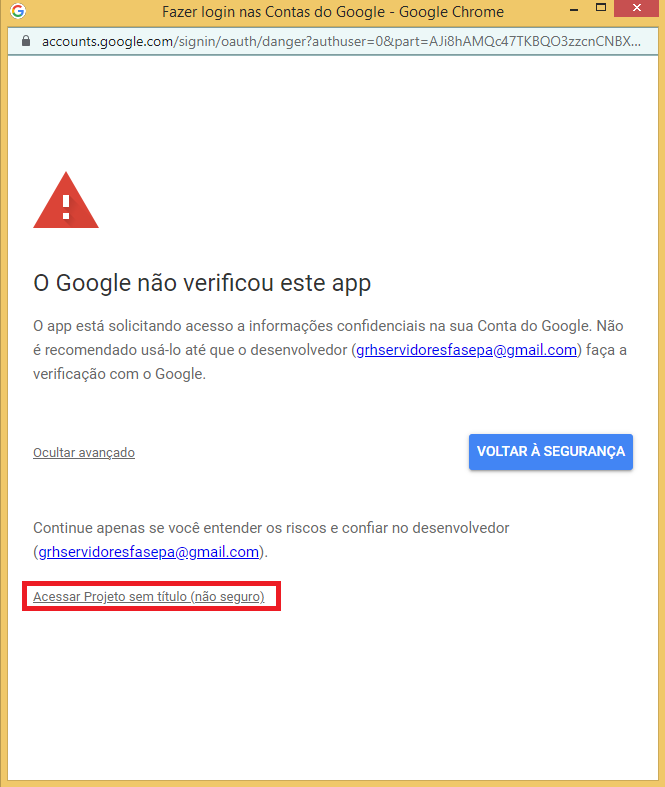 Fazer login nas Contas do Google - Google Chrome
accounts.google.com/signin/oauth/danger?authuser=0&part=AJi8hAMQc47TKBQO3zzcnCNBX...
O Google não verificou este app
O app está solicitando acesso a informações confidenciais na sua Conta do Google. Não
é recomendado usá-lo até que o desenvolvedor (grhservidoresfasepa@gmail.com) faça a
verificação com o Google.
Ocultar avançado
VOLTAR À SEGURANÇA
Continue apenas se você entender os riscos e confiar no desenvolvedor
(grhservidoresfasepa@gmail.com).
Acessar Projeto sem título (não seguro)